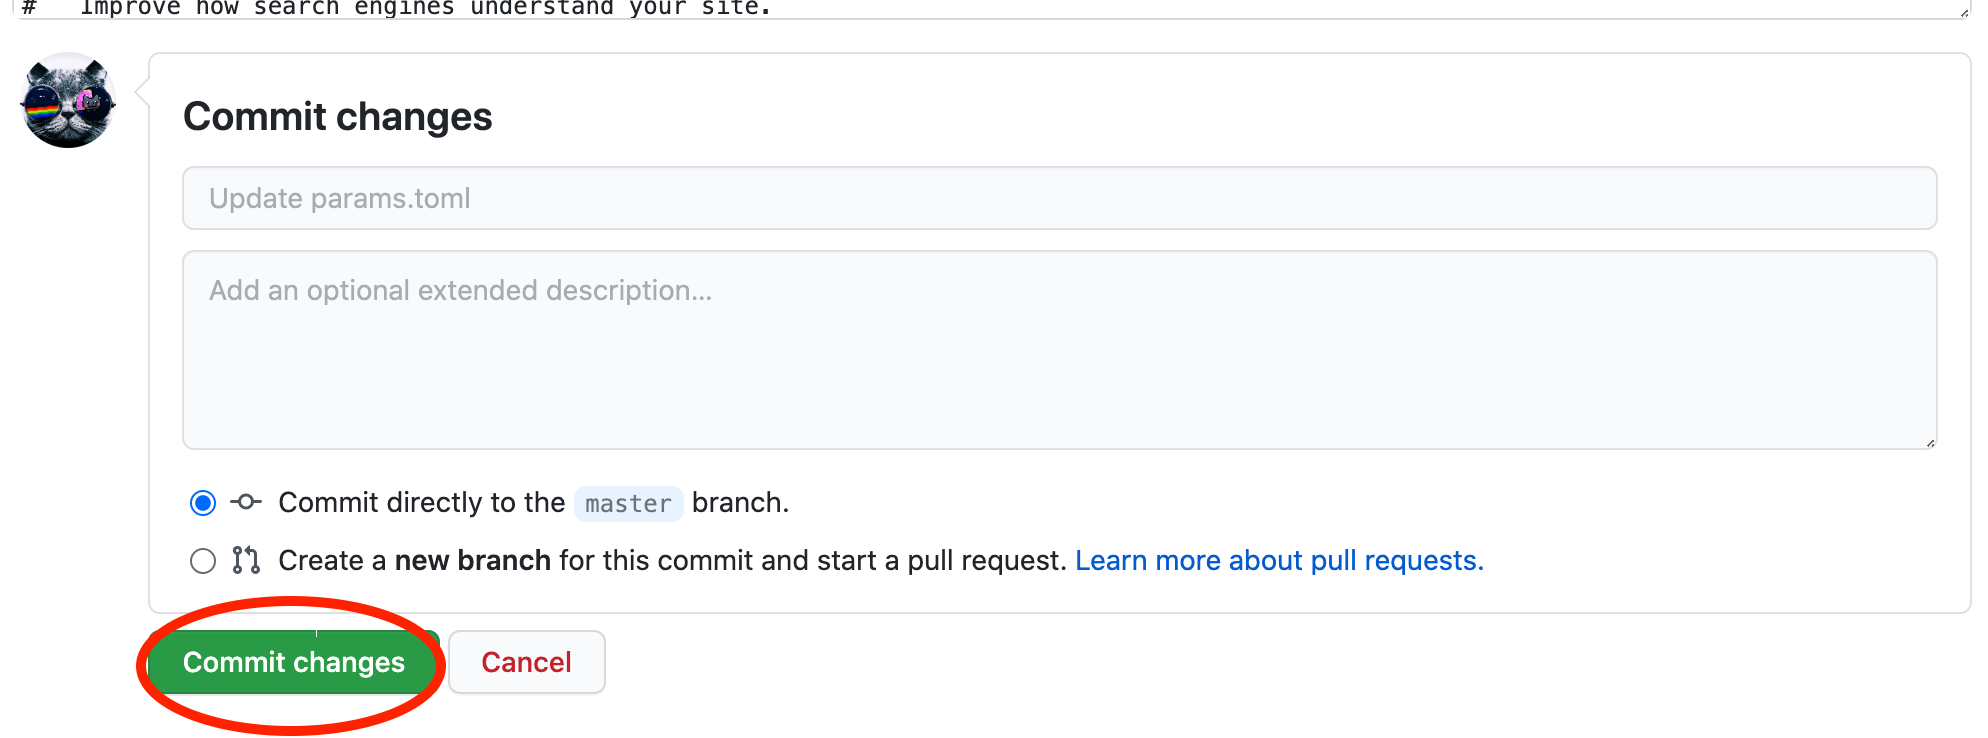 # Improve how search engines understand your site.
Commit changes
Update params.toml
Add an optional extended description...
Commit directly to the master branch.
Create a new branch for this commit and start a pull request. Learn more about pull requests.
Commit changes Cancel